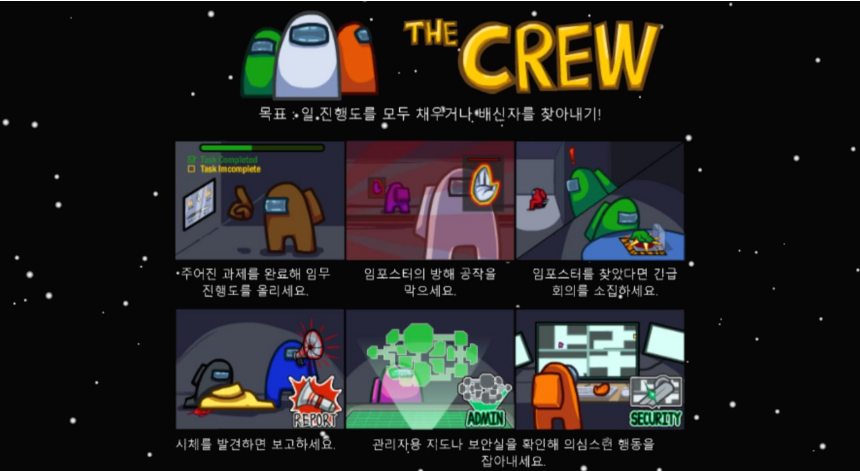 THE CREW
목표 : 일 진행도를 모두 채우거나 배신자를 찾아내기!
Task Completed
Task Imcomplete
주어진 과제를 완료해 임무
진행도를 올리세요.
임포스터의 방해 공작을
막으세요.
임포스터를 찾았다면 긴급
회의를 소집하세요.
REPORT
ADMIN
SECURITY
시체를 발견하면 보고하세요.
관리자용 지도나 보안실을 확인해 의심스런 행동을
잡아내세요.